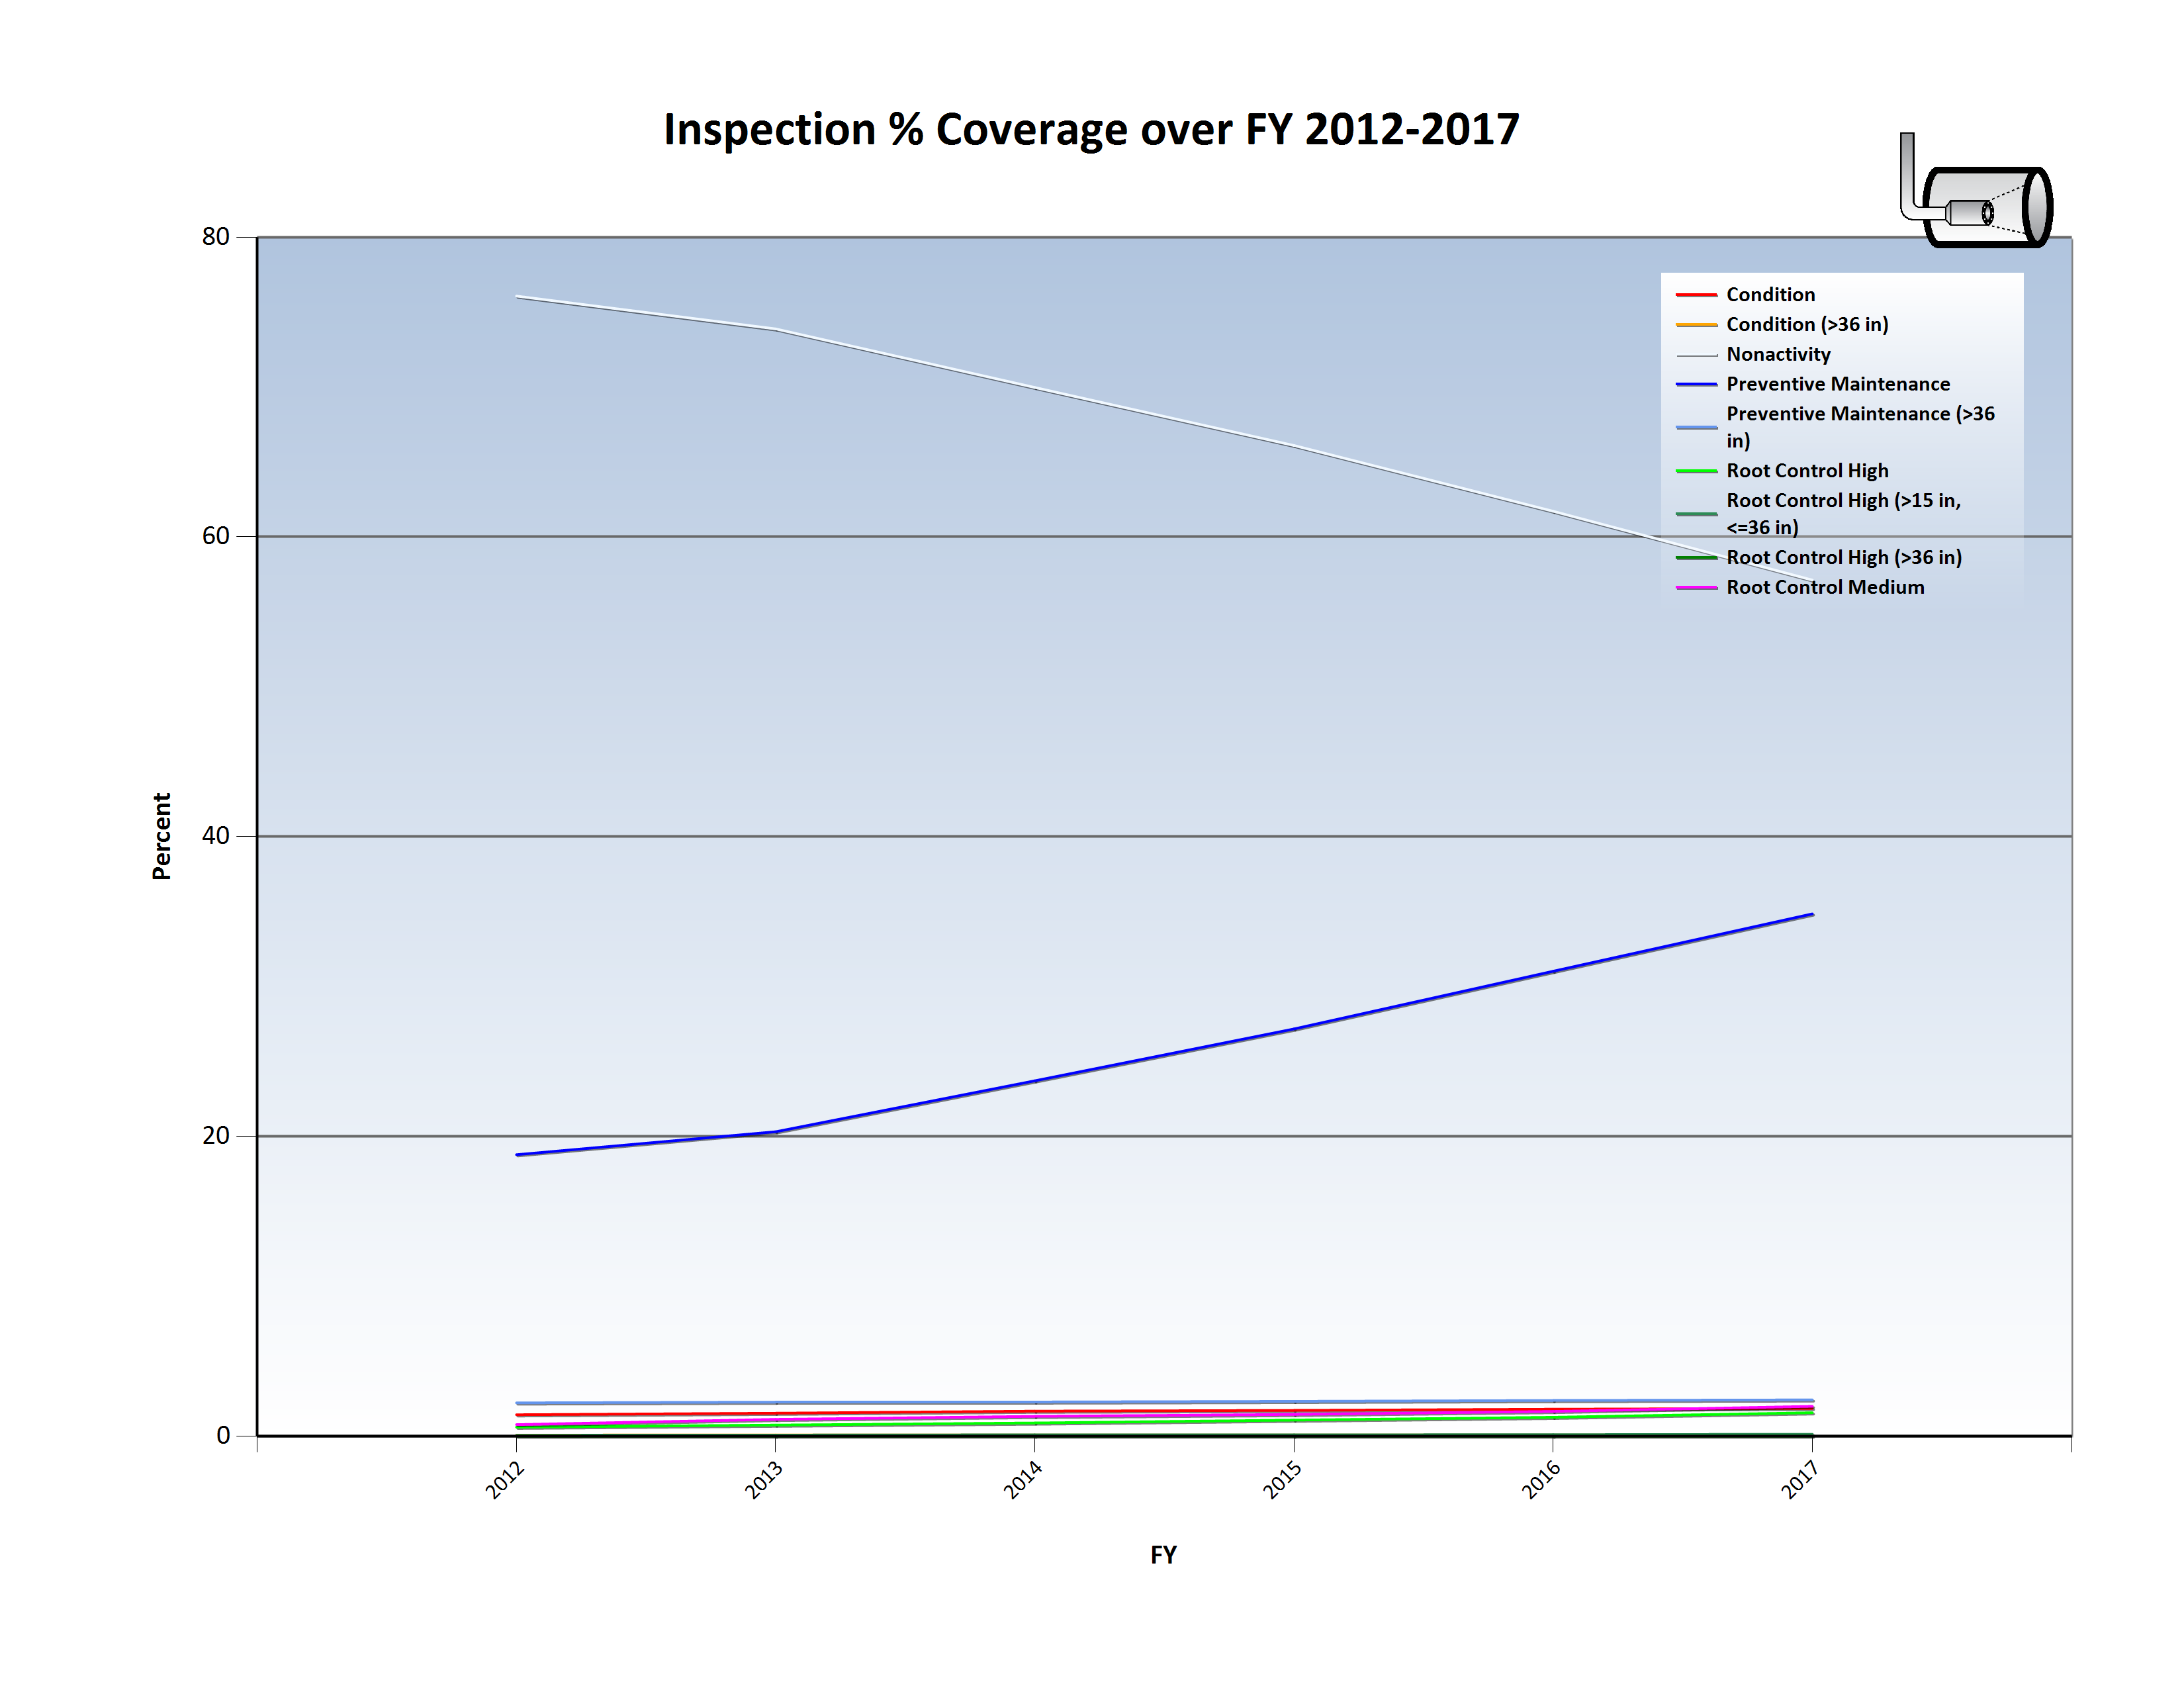 Inspection % Coverage over FY 2012-2017
80
60
40
20
0
Percent
Condition
Condition (>36 in)
Nonactivity
Preventive Maintenance
Preventive Maintenance (>36
in)
Root Control High
Root Control High (>15 in,
<=36 in)
Root Control High (>36 in)
Root Control Medium
2012
2013
2014
2015
2016
2017
FY